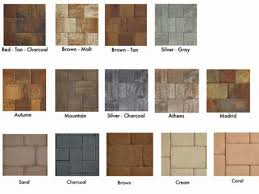 Red - Tan - Charcoal
Brown - Malt
Brown - Tan
Silver - Gray
Autumn
Mountain
Silver - Charcoal
Athens
Madrid
Sand
Charcoal
Brown
Cream
Coral